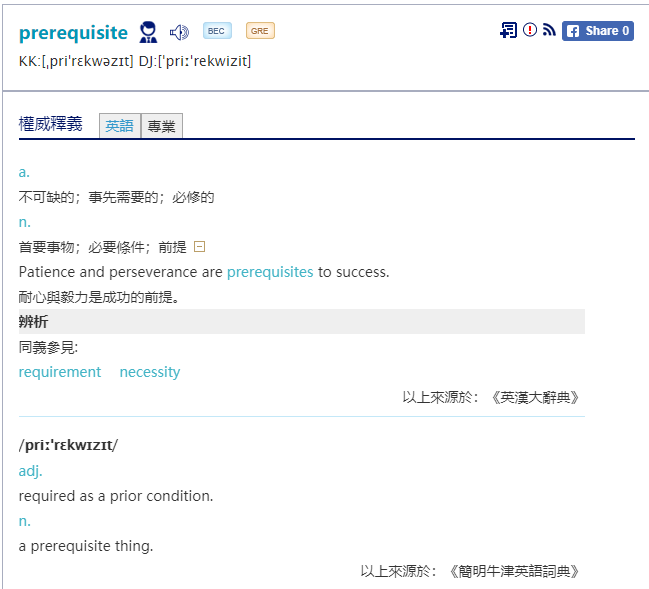 prerequisite BEC GRE Share 0
KK:[ˌpriˈrɛkwəzɪt] DJ:[ˈpriːˈrekwizit]
權威釋義 英語 專業
a.
不可缺的；事先需要的；必修的
n.
首要事物；必要條件；前提
Patience and perseverance are prerequisites to success.
耐心與毅力是成功的前提。
辨析
同義參見:
requirement necessity
以上來源於：《英漢大辭典》
/priːˈrɛkwɪzɪt/
adj.
required as a prior condition.
n.
a prerequisite thing.
以上來源於：《簡明牛津英語詞典》